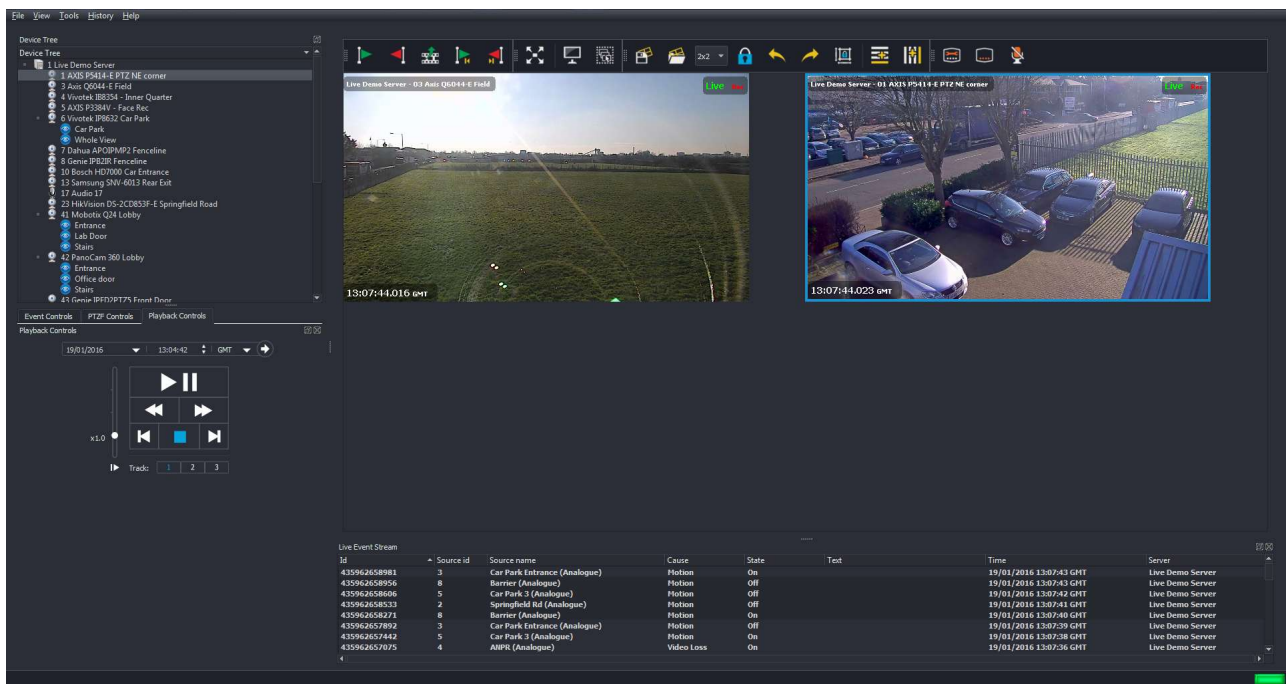 File View Tools History Help
Device Tree
Device Tree
1 Live Demo Server
1 AXIS P5414-E PTZ NE corner
3 Axis Q6044-E Field
4 Vivotek IB8354 - Inner Quarter
5 AXIS P3384V - Face Rec
6 Vivotek IP8632 Car Park
Car Park
Whole View
7 Dahua APOIPMP2 Fenceline
8 Genie IPB2IR Fenceline
10 Bosch HD7000 Car Entrance
13 Samsung SNV-6013 Rear Exit
17 Audio 17
23 HikVision DS-2CD853F-E Springfield Road
41 Mobotix Q24 Lobby
Entrance
Lab Door
Stairs
42 PanoCam 360 Lobby
Entrance
Office door
Stairs
43 Genie IPFD2PTZ5 Front Door
Event Controls PTZF Controls Playback Controls
Playback Controls
19/01/2016 13:04:42 GMT
x1.0
Track: 1 2 3
2x2
Live Demo Server - 03 Axis Q6044-E Field Live Rec
13:07:44.016 GMT
Live Demo Server - 01 AXIS P5414-E PTZ NE corner Live Rec
13:07:44.023 GMT
Live Event Stream
Id Source id Source name Cause State Text Time Server
435962658981 3 Car Park Entrance (Analogue) Motion On 19/01/2016 13:07:43 GMT Live Demo Server
435962658956 8 Barrier (Analogue) Motion Off 19/01/2016 13:07:43 GMT Live Demo Server
435962658606 5 Car Park 3 (Analogue) Motion Off 19/01/2016 13:07:42 GMT Live Demo Server
435962658533 2 Springfield Rd (Analogue) Motion Off 19/01/2016 13:07:41 GMT Live Demo Server
435962658271 8 Barrier (Analogue) Motion On 19/01/2016 13:07:40 GMT Live Demo Server
435962657892 3 Car Park Entrance (Analogue) Motion Off 19/01/2016 13:07:39 GMT Live Demo Server
435962657442 5 Car Park 3 (Analogue) Motion On 19/01/2016 13:07:38 GMT Live Demo Server
435962657075 4 ANPR (Analogue) Video Loss On 19/01/2016 13:07:36 GMT Live Demo Server